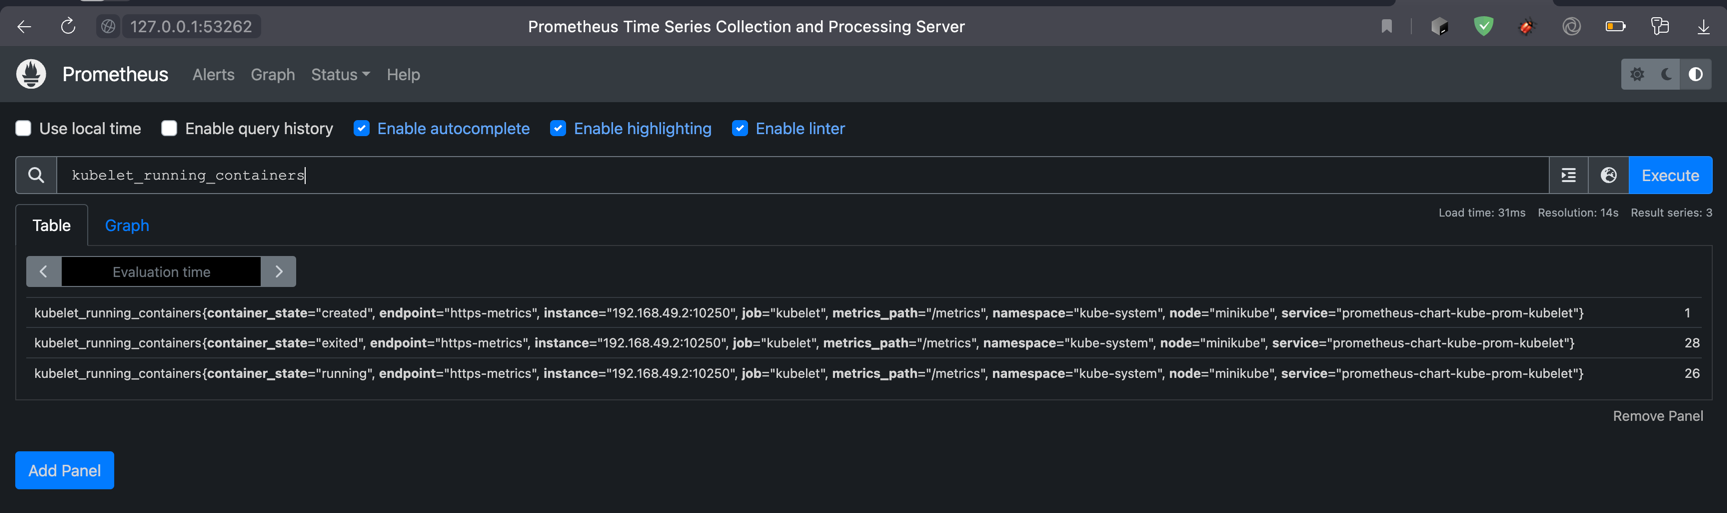 127.0.0.1:53262 Prometheus Time Series Collection and Processing Server
Prometheus Alerts Graph Status Help
Use local time Enable query history Enable autocomplete Enable highlighting Enable linter
kubelet_running_containers Execute
Table Graph Load time: 31ms Resolution: 14s Result series: 3
Evaluation time
kubelet_running_containers{container_state="created", endpoint="https-metrics", instance="192.168.49.2:10250", job="kubelet", metrics_path="/metrics", namespace="kube-system", node="minikube", service="prometheus-chart-kube-prom-kubelet"} 1
kubelet_running_containers{container_state="exited", endpoint="https-metrics", instance="192.168.49.2:10250", job="kubelet", metrics_path="/metrics", namespace="kube-system", node="minikube", service="prometheus-chart-kube-prom-kubelet"} 28
kubelet_running_containers{container_state="running", endpoint="https-metrics", instance="192.168.49.2:10250", job="kubelet", metrics_path="/metrics", namespace="kube-system", node="minikube", service="prometheus-chart-kube-prom-kubelet"} 26
Remove Panel
Add Panel